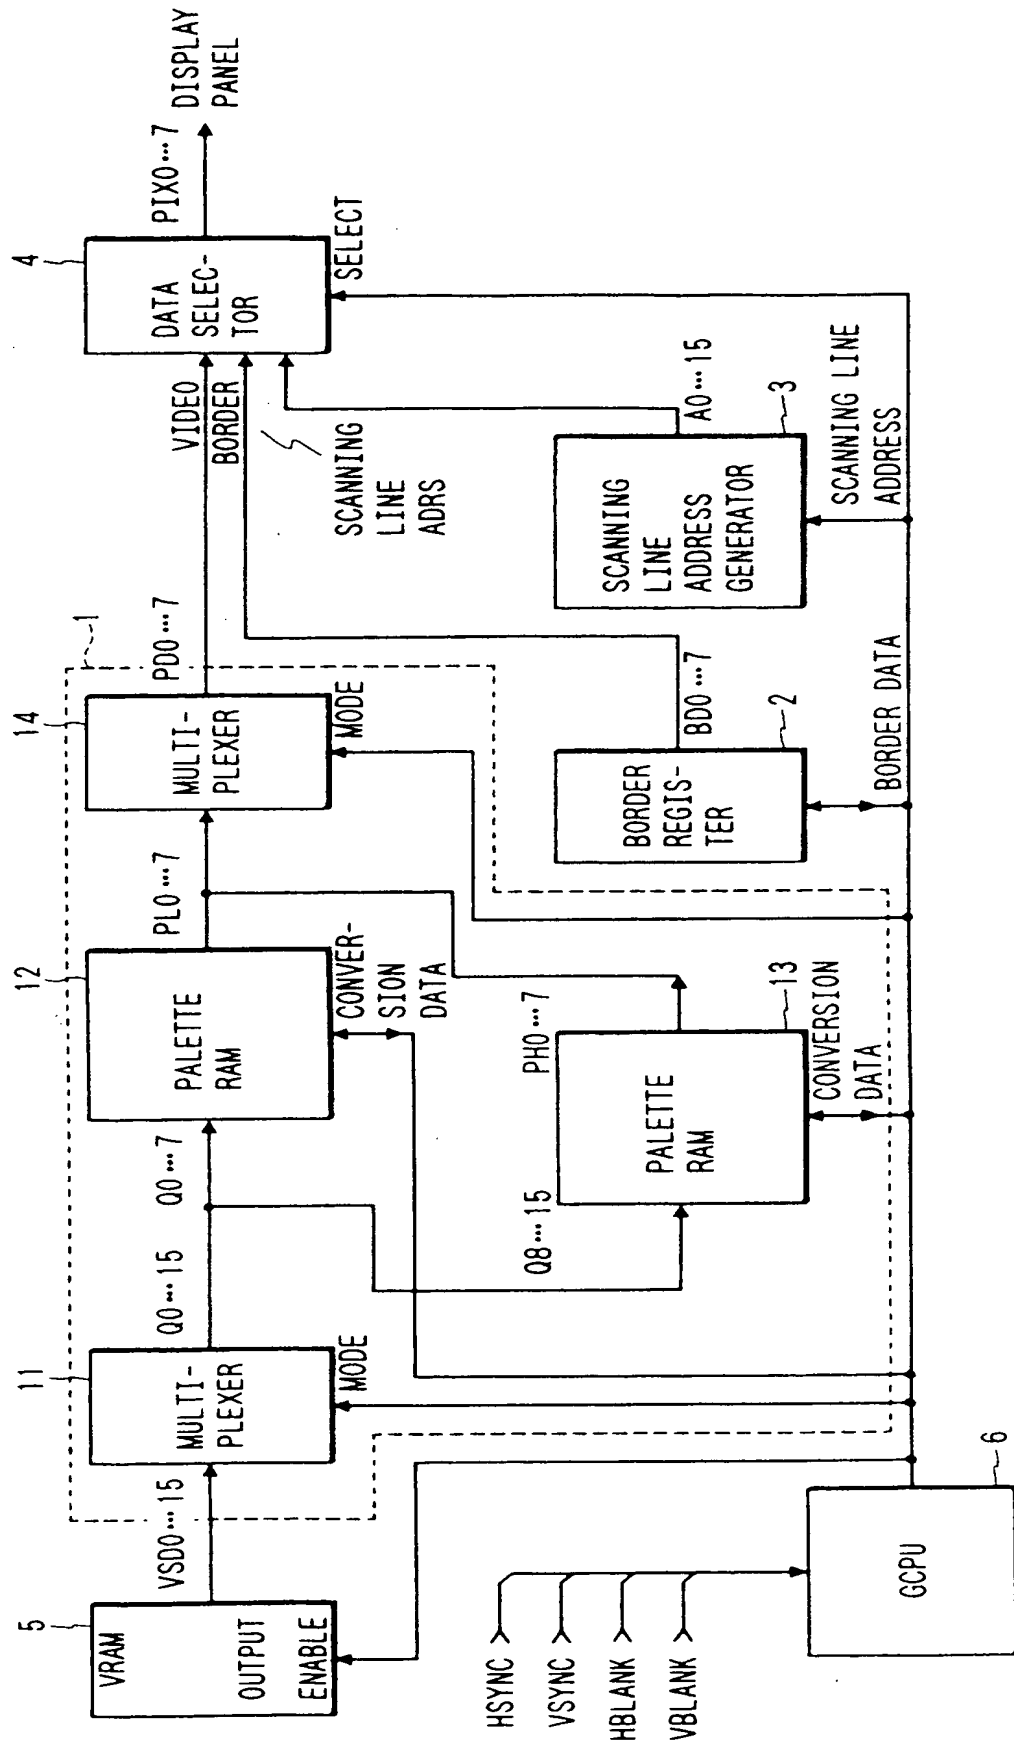 5
VRAM
OUTPUT
ENABLE
VSD0···15
11
MULTI-
PLEXER
MODE
Q0···15
Q0···7
12
PALETTE
RAM
CONVER-
SION
DATA
PL0···7
14
MULTI-
PLEXER
MODE
1
PD0···7
VIDEO
BORDER
SCANNING
LINE
ADRS
4
DATA
SELEC-
TOR
SELECT
PIX0···7
DISPLAY
PANEL
Q8···15
PALETTE
RAM
PH0···7
13
CONVERSION
DATA
BORDER
REGIS-
TER
2
BD0···7
BORDER DATA
SCANNING
LINE
ADDRESS
GENERATOR
3
A0···15
SCANNING LINE
ADDRESS
HSYNC
VSYNC
HBLANK
VBLANK
GCPU
6